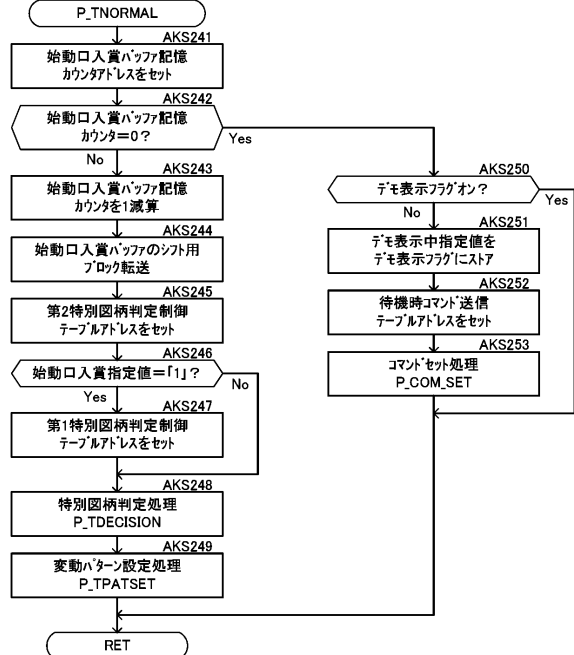 P_TNORMAL
AKS241
始動口入賞バッファ記憶
カウンタアドレスをセット
AKS242
始動口入賞バッファ記憶
カウンタ=0?
Yes
No
AKS243
始動口入賞バッファ記憶
カウンタを1減算
AKS244
始動口入賞バッファのシフト用
ブロック転送
AKS245
第2特別図柄判定制御
テーブルアドレスをセット
AKS246
始動口入賞指定値=「1」?
No
Yes
AKS247
第1特別図柄判定制御
テーブルアドレスをセット
AKS248
特別図柄判定処理
P_TDECISION
AKS249
変動パターン設定処理
P_TPATSET
RET
AKS250
デモ表示フラグオン?
Yes
No
AKS251
デモ表示中指定値を
デモ表示フラグにストア
AKS252
待機時コマンド送信
テーブルアドレスをセット
AKS253
コマンドセット処理
P_COM_SET